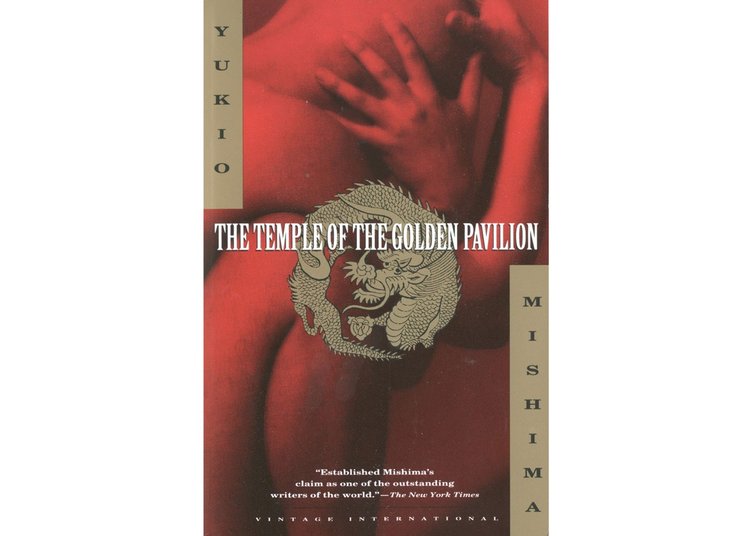 YUKIO
THE TEMPLE OF THE GOLDEN PAVILION
MISHIMA
“Established Mishima’s
claim as one of the outstanding
writers of the world.”—The New York Times
VINTAGE INTERNATIONAL